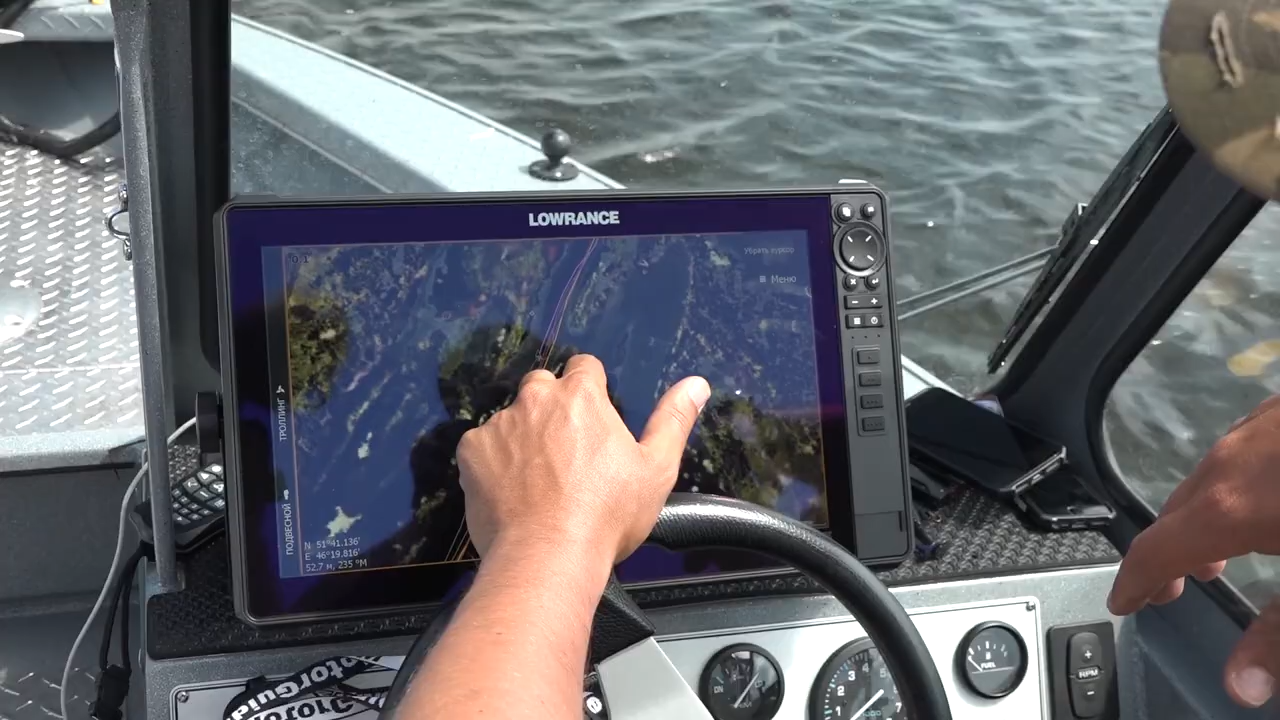 LOWRANCE
0.1
Убрать курсор
≡ Меню
ТРОЛЛИНГ
ПОДВЕСНОЙ
N 51°41.136'
E 46°19.816'
52.7 м, 235 °M
MotorGuide
FUEL
+
RPM
-